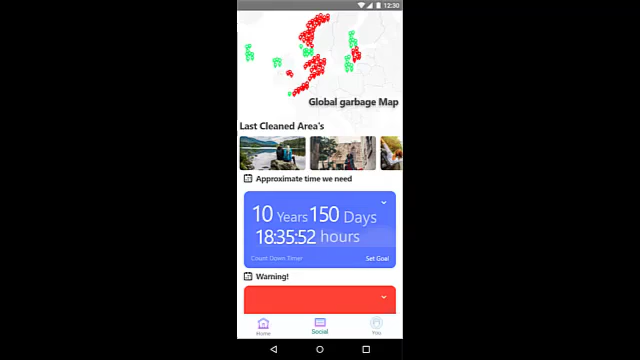 12:30
Global garbage Map
Last Cleaned Area's
Approximate time we need
10 Years 150 Days
18:35:52 hours
Count Down Timer
Set Goal
Warning!
Home
Social
You